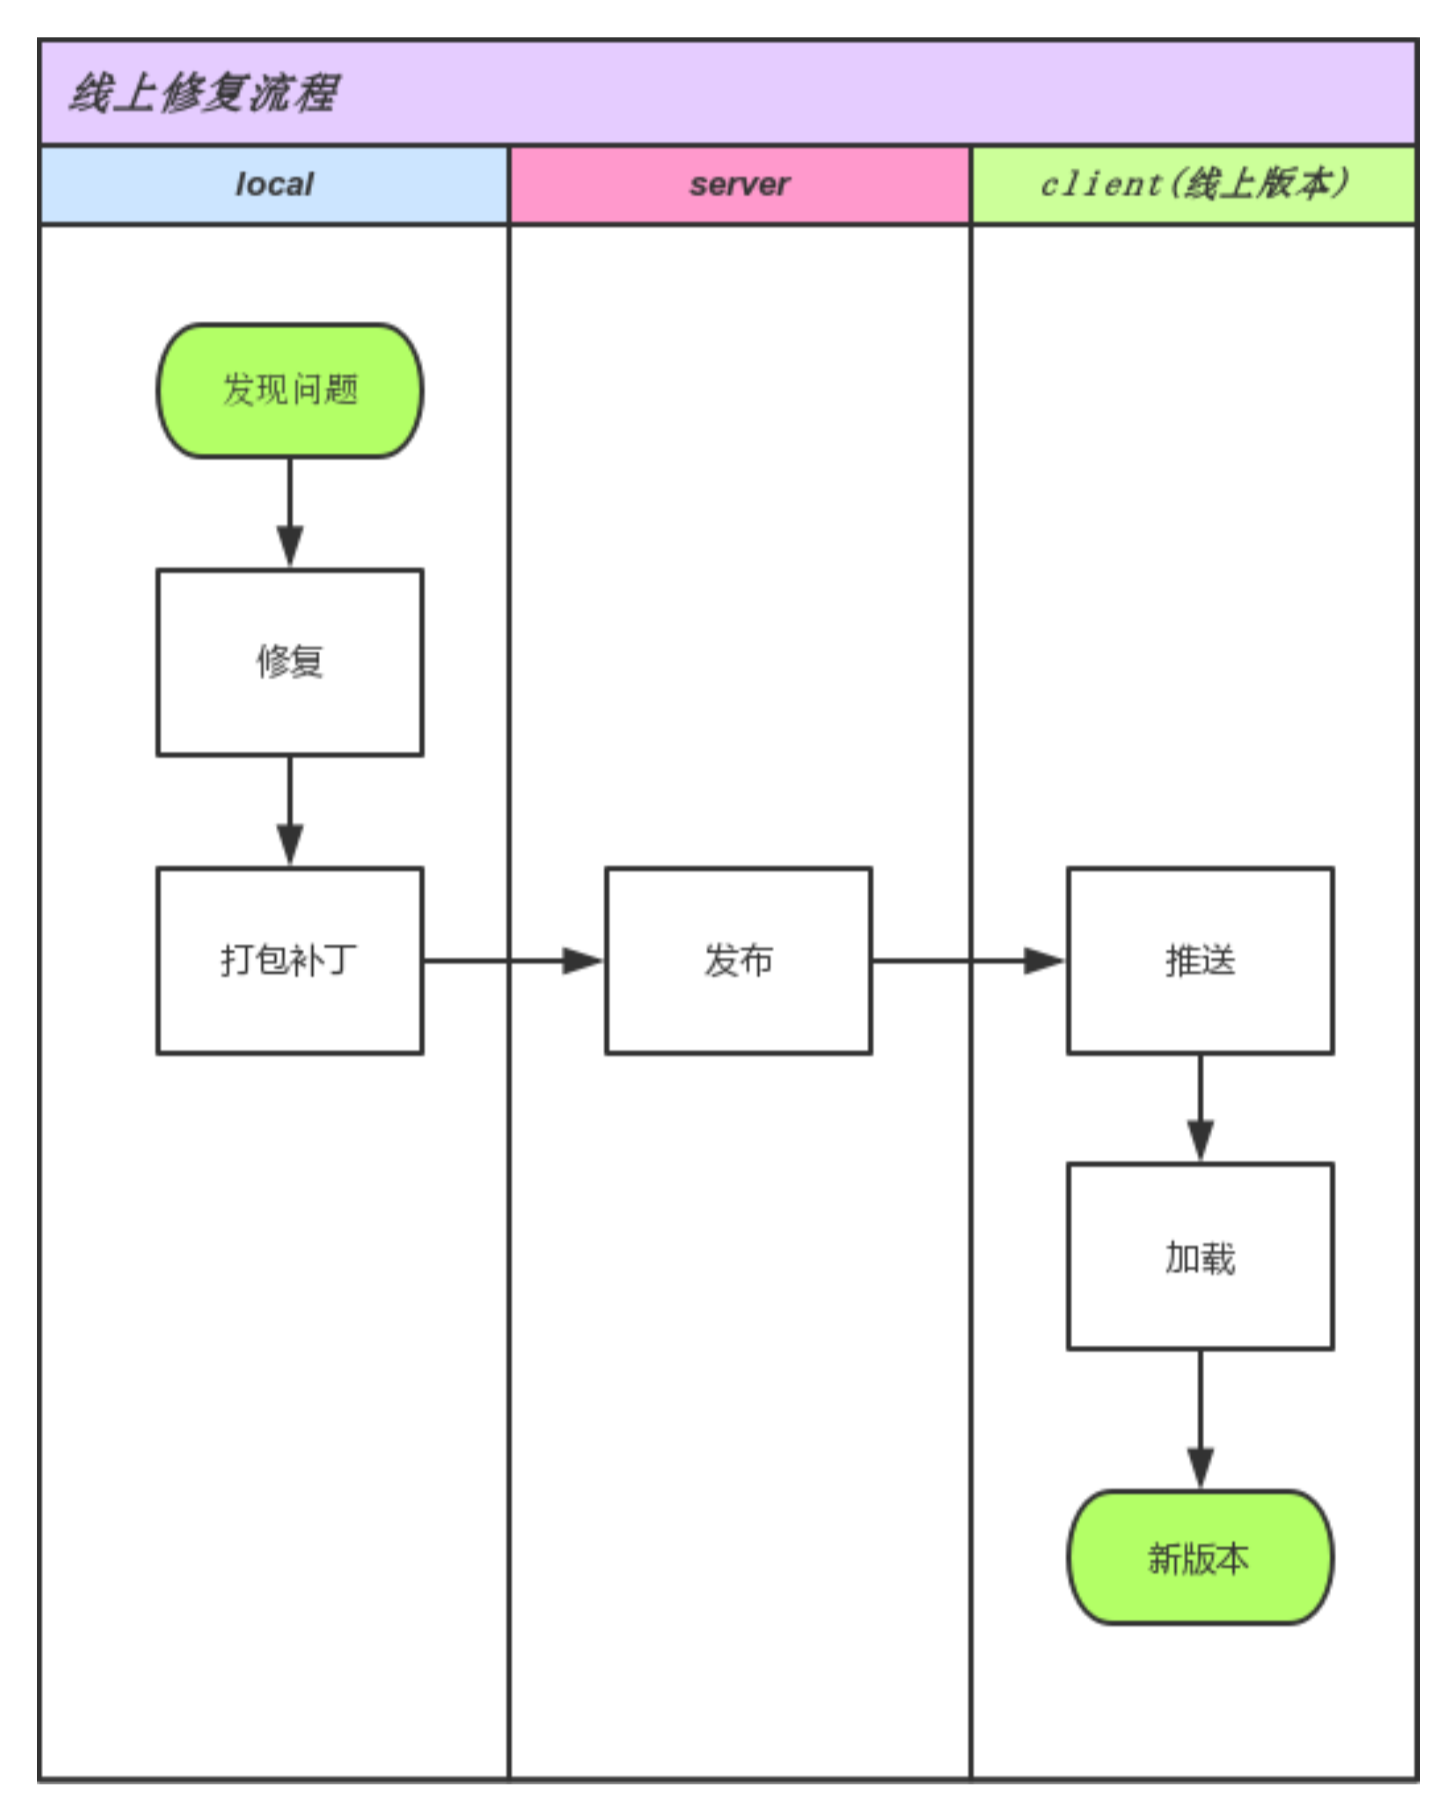 线上修复流程
local
server
client(线上版本)
发现问题
修复
打包补丁
发布
推送
加载
新版本